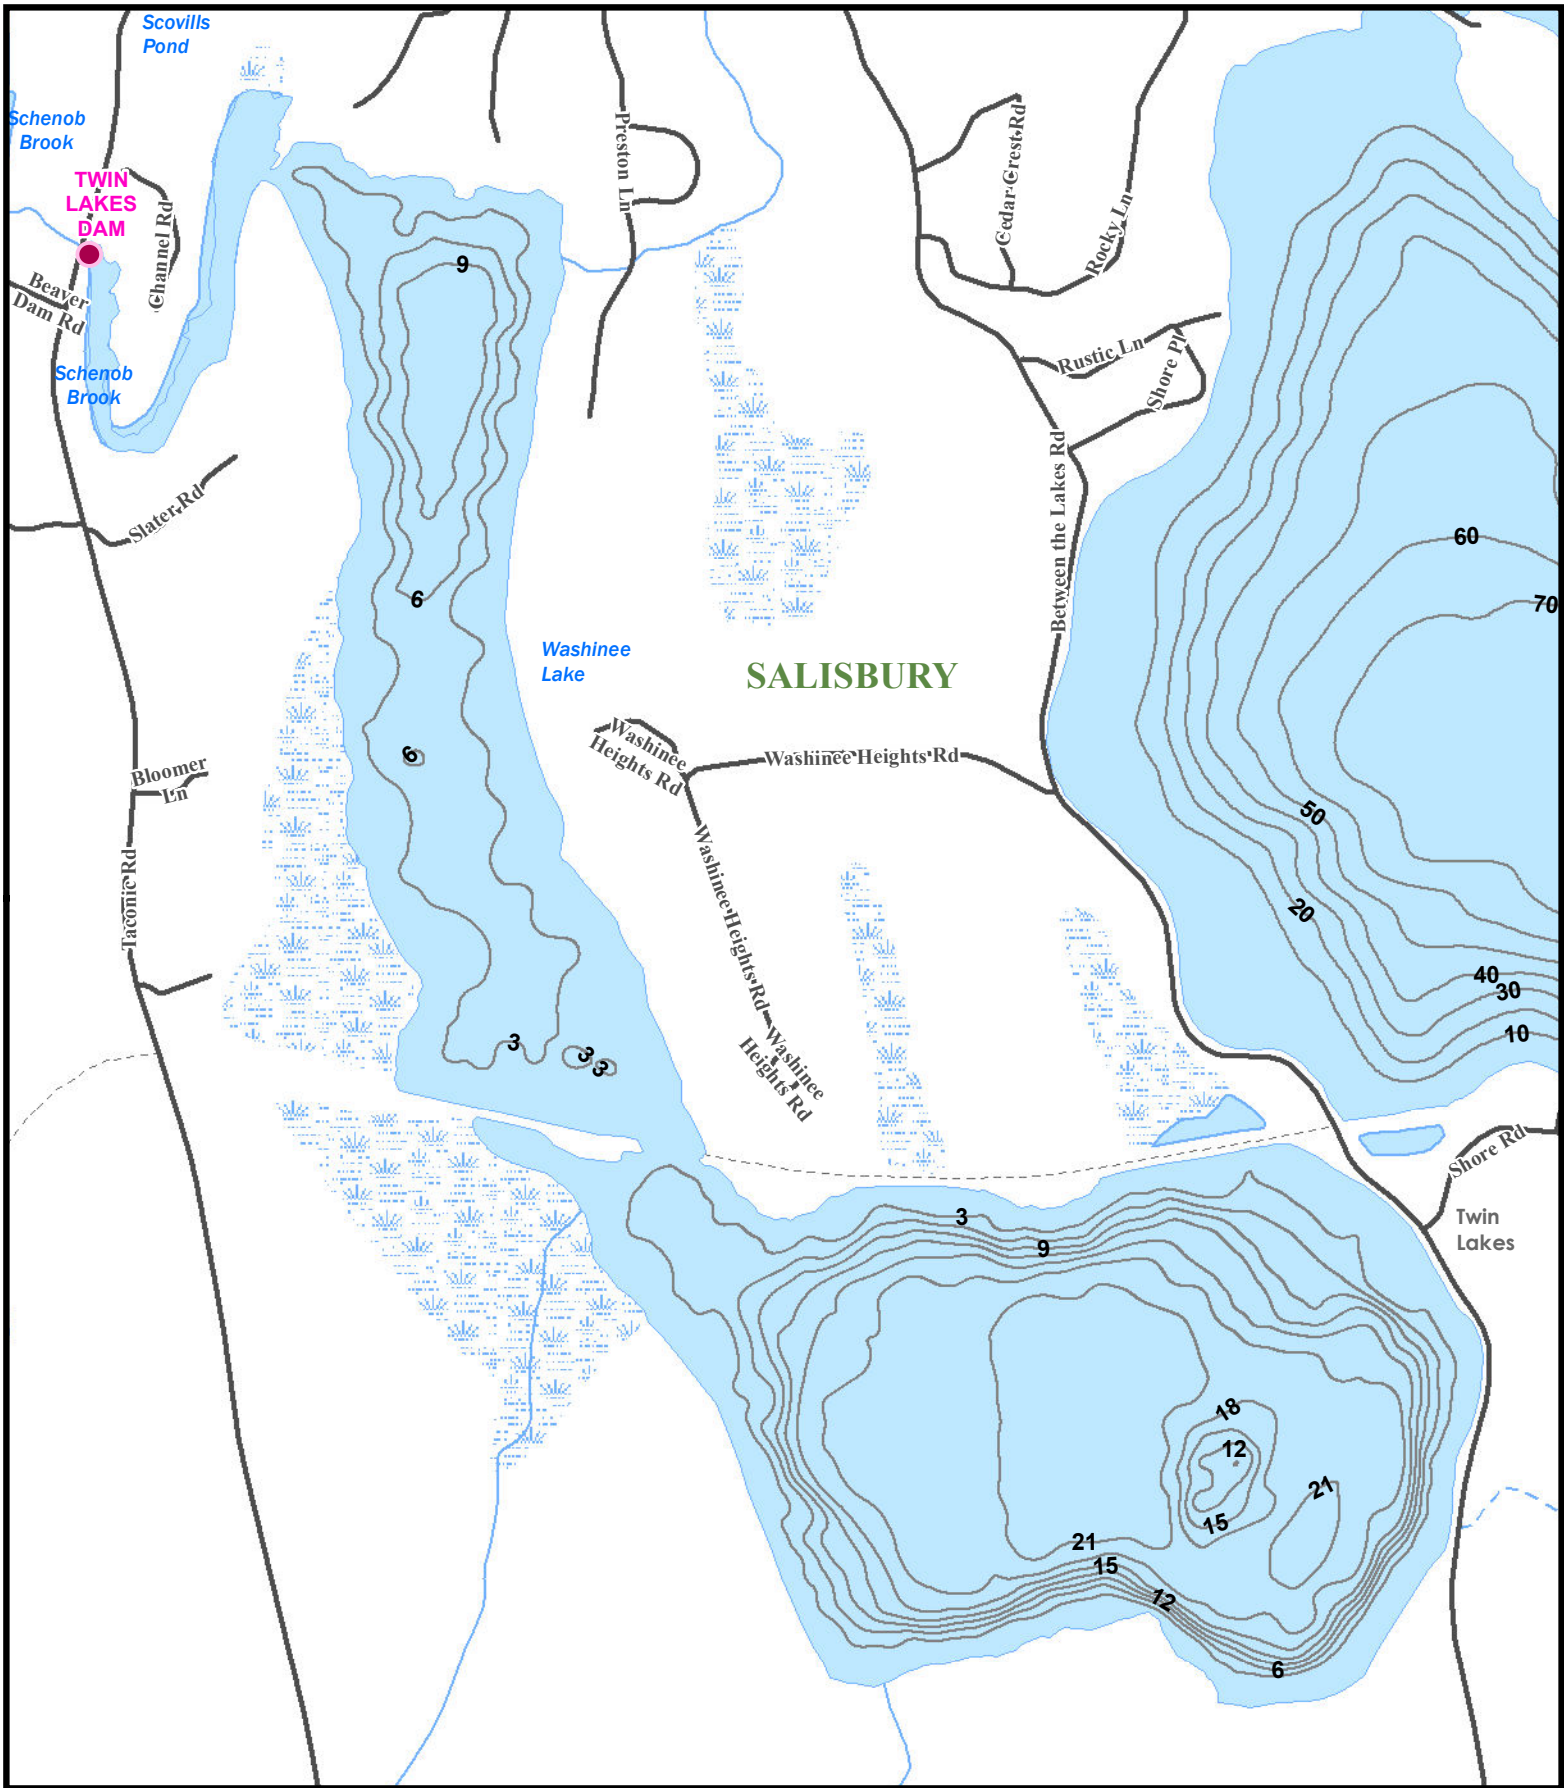 Scovills
Pond
Schenob
Brook
TWIN
LAKES
DAM
Channel Rd
Beaver
Dam Rd
Schenob
Brook
Preston Ln
Cedar Crest Rd
Rocky Ln
Rustic Ln
Shore Pl
Between the Lakes Rd
9
Slater Rd
6
60
70
Washinee
Lake
SALISBURY
6
Washinee
Heights Rd
Washinee Heights Rd
Bloomer
Ln
Taconic Rd
Washinee Heights Rd
50
20
40
30
10
3
3
3
Washinee
Heights Rd
Shore Rd
Twin
Lakes
3
9
18
12
21
15
21
15
12
6